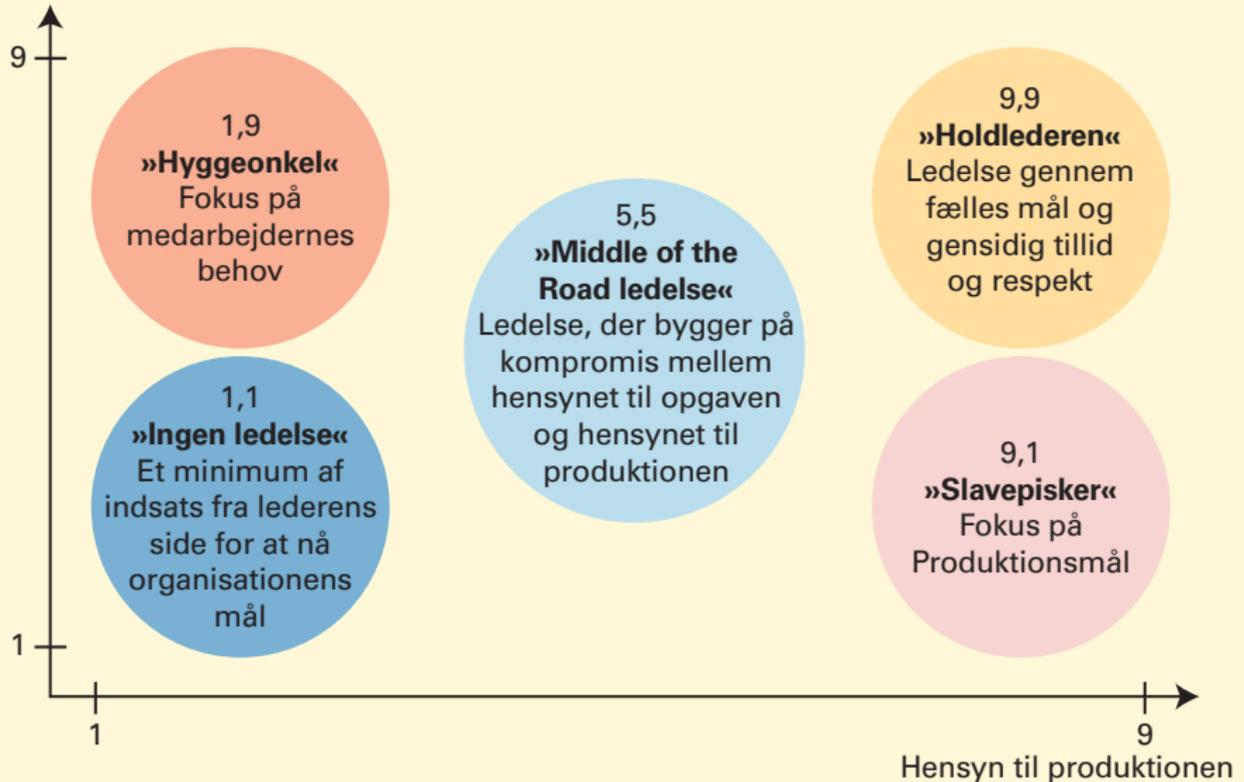 9
1,9
»Hyggeonkel«
Fokus på
medarbejdernes
behov
1,1
»Ingen ledelse«
Et minimum af
indsats fra lederens
side for at nå
organisationens
mål
5,5
»Middle of the
Road ledelse«
Ledelse, der bygger på
kompromis mellem
hensynet til opgaven
og hensynet til
produktionen
9,9
»Holdlederen«
Ledelse gennem
fælles mål og
gensidig tillid
og respekt
9,1
»Slavepisker«
Fokus på
Produktionsmål
1
1
9
Hensyn til produktionen